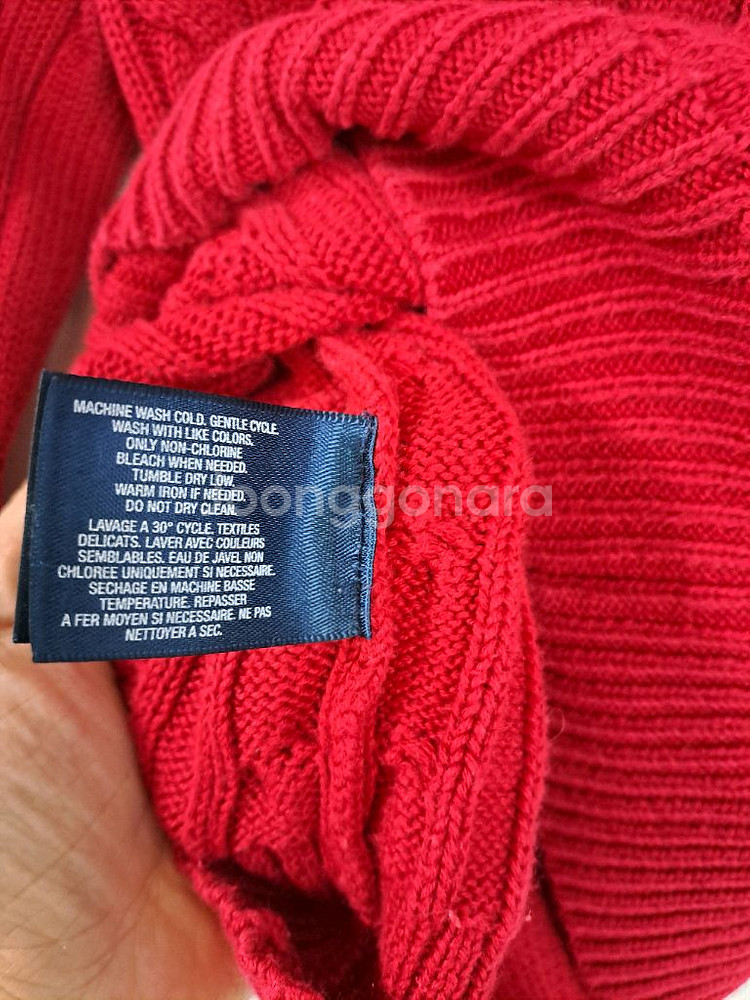 MACHINE WASH COLD. GENTLE CYCLE.
WASH WITH LIKE COLORS.
ONLY NON-CHLORINE
BLEACH WHEN NEEDED.
TUMBLE DRY LOW.
WARM IRON IF NEEDED.
DO NOT DRY CLEAN.
LAVAGE A 30° CYCLE. TEXTILES
DELICATS. LAVER AVEC COULEURS
SEMBLABLES. EAU DE JAVEL NON
CHLOREE UNIQUEMENT SI NECESSAIRE.
SECHAGE EN MACHINE BASSE
TEMPERATURE. REPASSER
A FER MOYEN SI NECESSAIRE. NE PAS
NETTOYER A SEC.
joonggonara